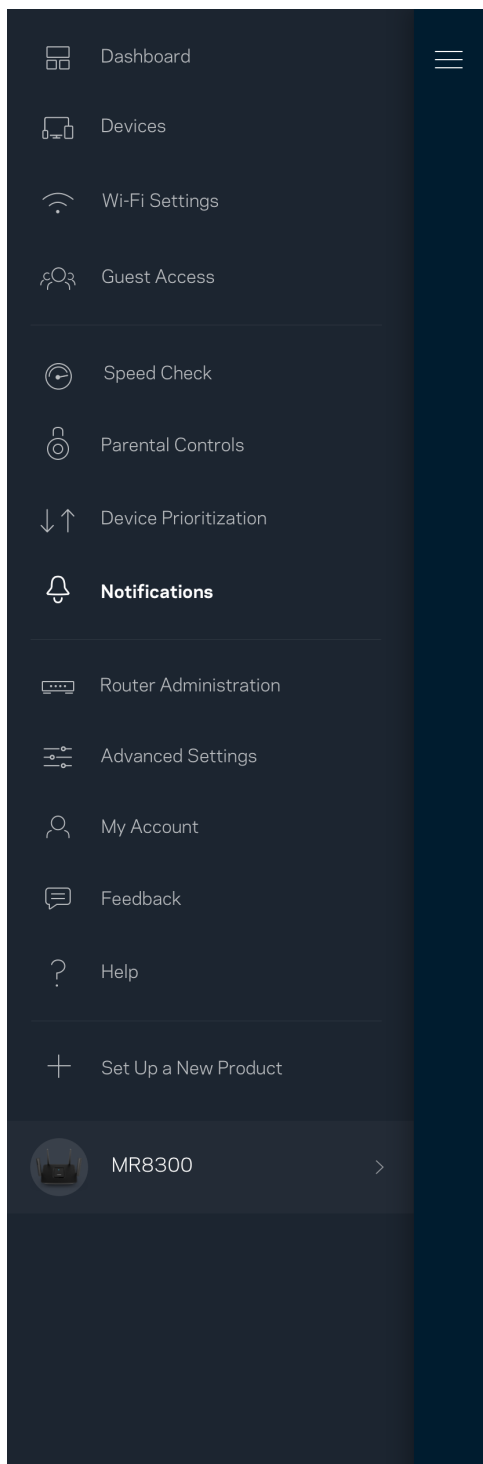 Dashboard
Devices
Wi-Fi Settings
Guest Access
Speed Check
Parental Controls
Device Prioritization
Notifications
Router Administration
Advanced Settings
My Account
Feedback
Help
Set Up a New Product
MR8300